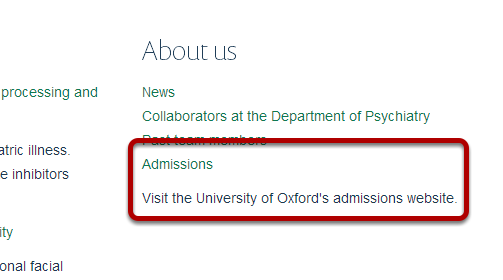 About us
News
processing and
Collaborators at the Department of Psychiatry
Past team members
atric illness.
Admissions
e inhibitors
Visit the University of Oxford's admissions website.
ity
onal facial